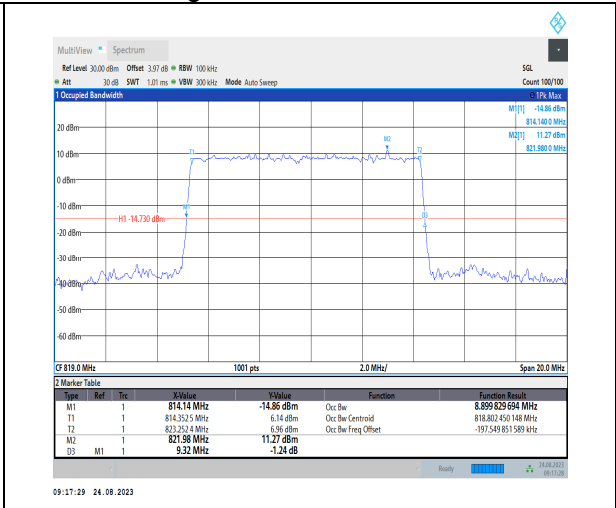 MultiView Spectrum
Ref Level 30.00 dBm Offset 3.97 dB RBW 100 kHz SGL
Att 30 dB SWT 1.01 ms VBW 300 kHz Mode Auto Sweep Count 100/100
1 Occupied Bandwidth 1Pk Max
M1[1] -14.86 dBm
814.140 0 MHz
M2[1] 11.27 dBm
821.980 0 MHz
20 dBm
M2
T1 T2
10 dBm
0 dBm
-10 dBm
M1
H1 -14.730 dBm D3
-20 dBm
-30 dBm
-40 dBm
-50 dBm
-60 dBm
CF 819.0 MHz 1001 pts 2.0 MHz/ Span 20.0 MHz
2 Marker Table
Type Ref Trc X-Value Y-Value Function Function Result
M1 1 814.14 MHz -14.86 dBm Occ Bw 8.899 829 694 MHz
T1 1 814.352 5 MHz 6.14 dBm Occ Bw Centroid 818.802 450 148 MHz
T2 1 823.252 4 MHz 6.96 dBm Occ Bw Freq Offset -197.549 851 589 kHz
M2 1 821.98 MHz 11.27 dBm
D3 M1 1 9.32 MHz -1.24 dB
Ready 24.08.2023
09:17:29
09:17:29 24.08.2023